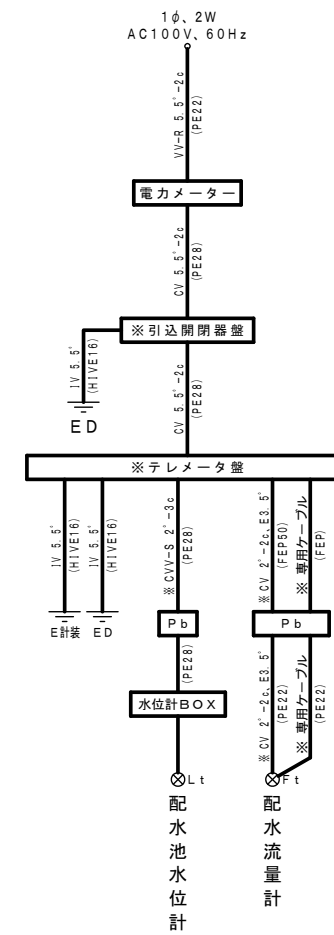 1φ、2W
AC100V、60Hz
VV-R 5.5°-2c
(PE22)
電力メーター
CV 5.5°-2c
(PE28)
※引込開閉器盤
IV 5.5°
(HIVE16)
ED
CV 5.5°-2c
(PE28)
※テレメータ盤
IV 5.5°
(HIVE16)
IV 5.5°
(HIVE16)
※CVV-S 2°-3c
(PE28)
※CV 2°-2c、E3.5°
(FEP50)
※ 専用ケーブル
(FEP)
E計装
ED
Pb
Pb
(PE28)
※CV 2°-2c、E3.5°
(PE22)
※ 専用ケーブル
(PE22)
水位計BOX
Lt
Ft
配水池水位計
配水流量計